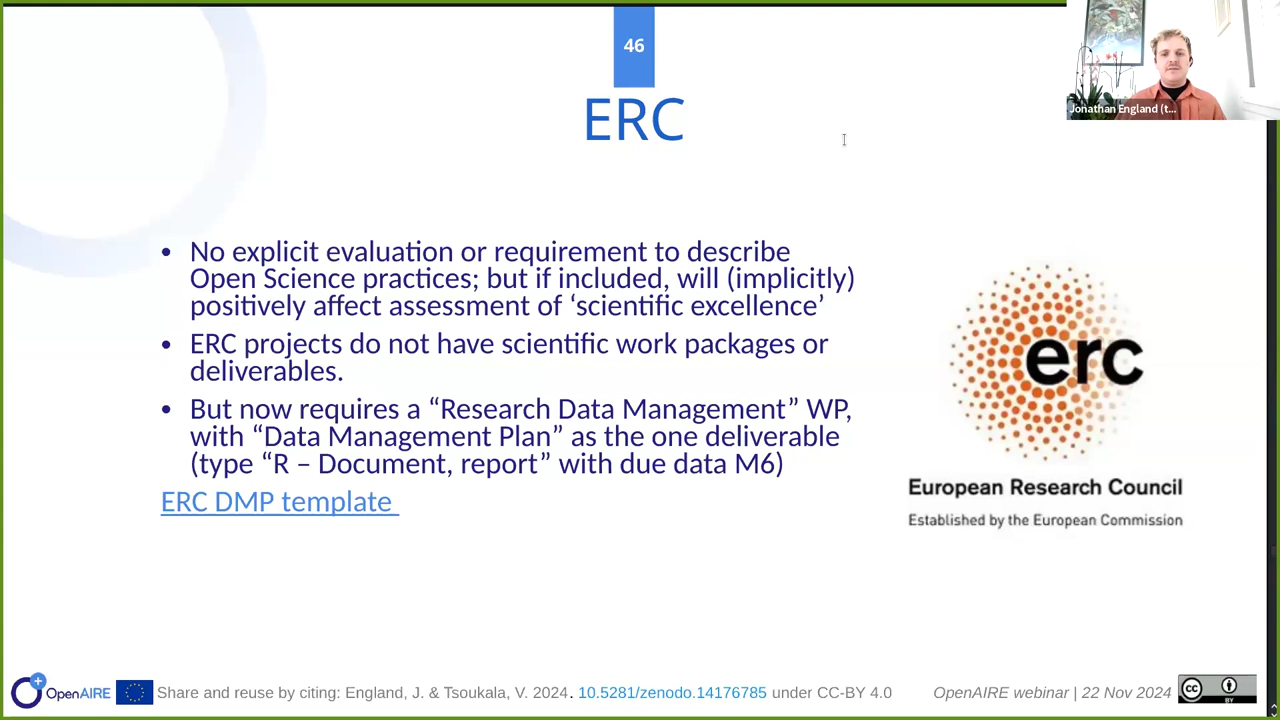 46
Jonathan England (t...
ERC
• No explicit evaluation or requirement to describe
Open Science practices; but if included, will (implicitly)
positively affect assessment of ‘scientific excellence’
• ERC projects do not have scientific work packages or
deliverables.
• But now requires a “Research Data Management” WP,
with “Data Management Plan” as the one deliverable
(type “R – Document, report” with due data M6)
ERC DMP template
erc
European Research Council
Established by the European Commission
OpenAIRE
Share and reuse by citing: England, J. & Tsoukala, V. 2024. 10.5281/zenodo.14176785 under CC-BY 4.0
OpenAIRE webinar | 22 Nov 2024
cc
BY